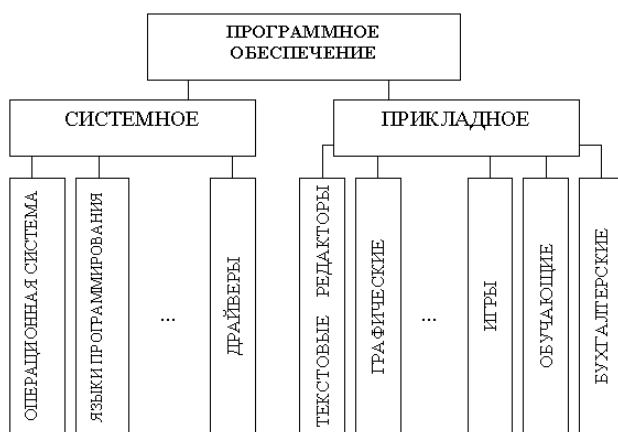 ПРОГРАММНОЕ
ОБЕСПЕЧЕНИЕ
СИСТЕМНОЕ
ПРИКЛАДНОЕ
ОПЕРАЦИОННАЯ СИСТЕМА
ЯЗЫКИ ПРОГРАММИРОВАНИЯ
...
ДРАЙВЕРЫ
ТЕКСТОВЫЕ РЕДАКТОРЫ
ГРАФИЧЕСКИЕ
...
ИГРЫ
ОБУЧАЮЩИЕ
БУХГАЛТЕРСКИЕ